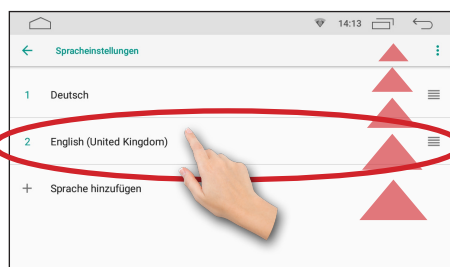 14:13
Spracheinstellungen
1 Deutsch
2 English (United Kingdom)
+ Sprache hinzufügen